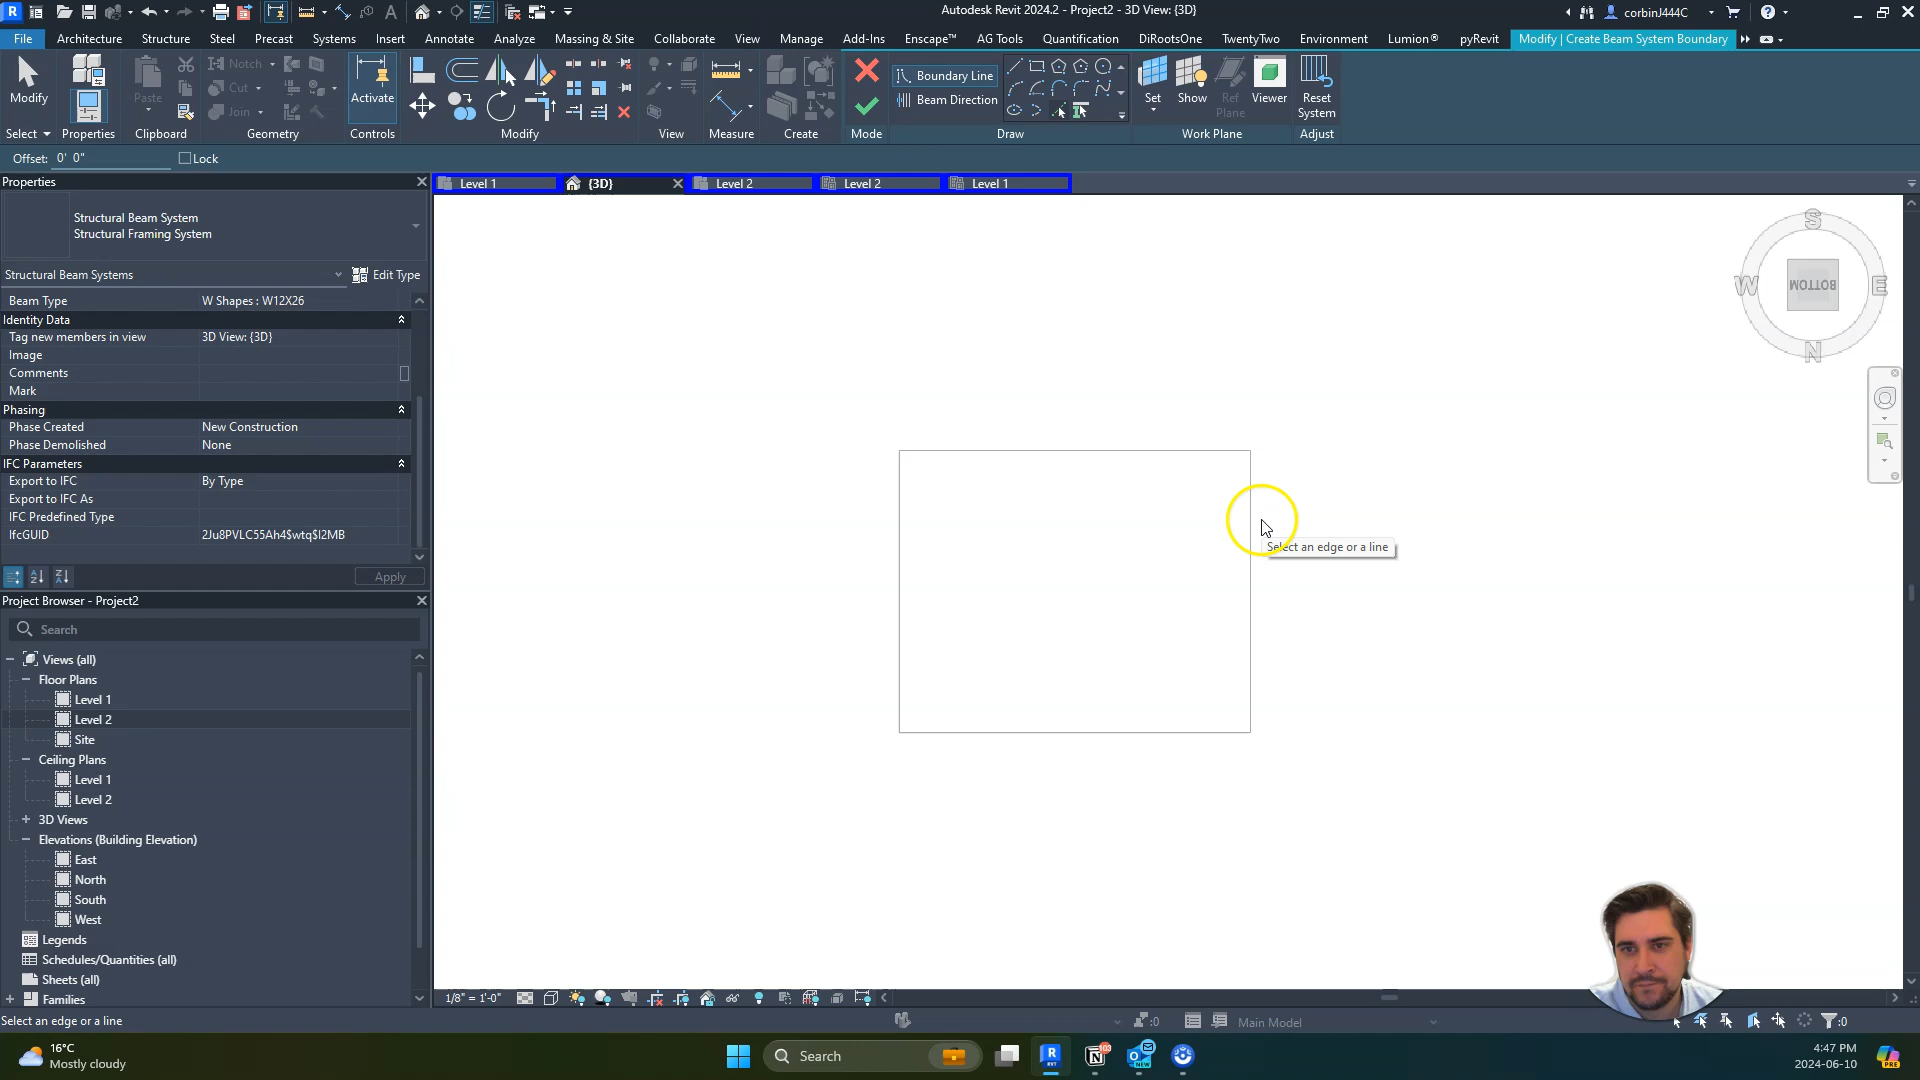 Autodesk Revit 2024.2 - Project2 - 3D View: {3D}
corbinJ444C
File
Architecture
Structure
Steel
Precast
Systems
Insert
Annotate
Analyze
Massing & Site
Collaborate
View
Manage
Add-Ins
Enscape™
AG Tools
Quantification
DiRootsOne
TwentyTwo
Environment
Lumion®
pyRevit
Modify | Create Beam System Boundary
Modify
Paste
Notch
Cut
Join
Activate
Boundary Line
Beam Direction
Set
Show
Ref
Plane
Viewer
Reset
System
Select
Properties
Clipboard
Geometry
Controls
Modify
View
Measure
Create
Mode
Draw
Work Plane
Adjust
Offset:
0' 0"
Lock
Properties
Level 1
{3D}
Level 2
Level 2
Level 1
Structural Beam System
Structural Framing System
Structural Beam Systems
Edit Type
Beam Type
W Shapes : W12X26
Identity Data
Tag new members in view
3D View: {3D}
Image
Comments
Mark
Phasing
Phase Created
New Construction
Phase Demolished
None
IFC Parameters
Export to IFC
By Type
Export to IFC As
IFC Predefined Type
IfcGUID
2Ju8PVLC55Ah4$wtq$I2MB
Apply
S
W
BOTTOM
E
N
Select an edge or a line
Project Browser - Project2
Search
Views (all)
Floor Plans
Level 1
Level 2
Site
Ceiling Plans
Level 1
Level 2
3D Views
Elevations (Building Elevation)
East
North
South
West
Legends
Schedules/Quantities (all)
Sheets (all)
Families
1/8" = 1'-0"
Select an edge or a line
:0
Main Model
:0
16°C
Mostly cloudy
Search
4:47 PM
2024-06-10